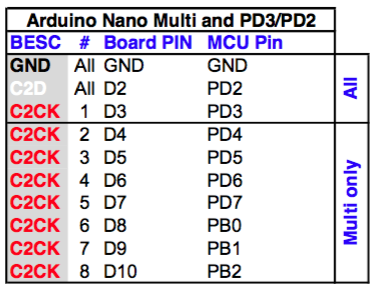 Arduino Nano Multi and PD3/PD2
BESC # Board PIN MCU Pin
GND All GND GND
C2D All D2 PD2
C2CK 1 D3 PD3
All
C2CK 2 D4 PD4
C2CK 3 D5 PD5
C2CK 4 D6 PD6
C2CK 5 D7 PD7
C2CK 6 D8 PB0
C2CK 7 D9 PB1
C2CK 8 D10 PB2
Multi only